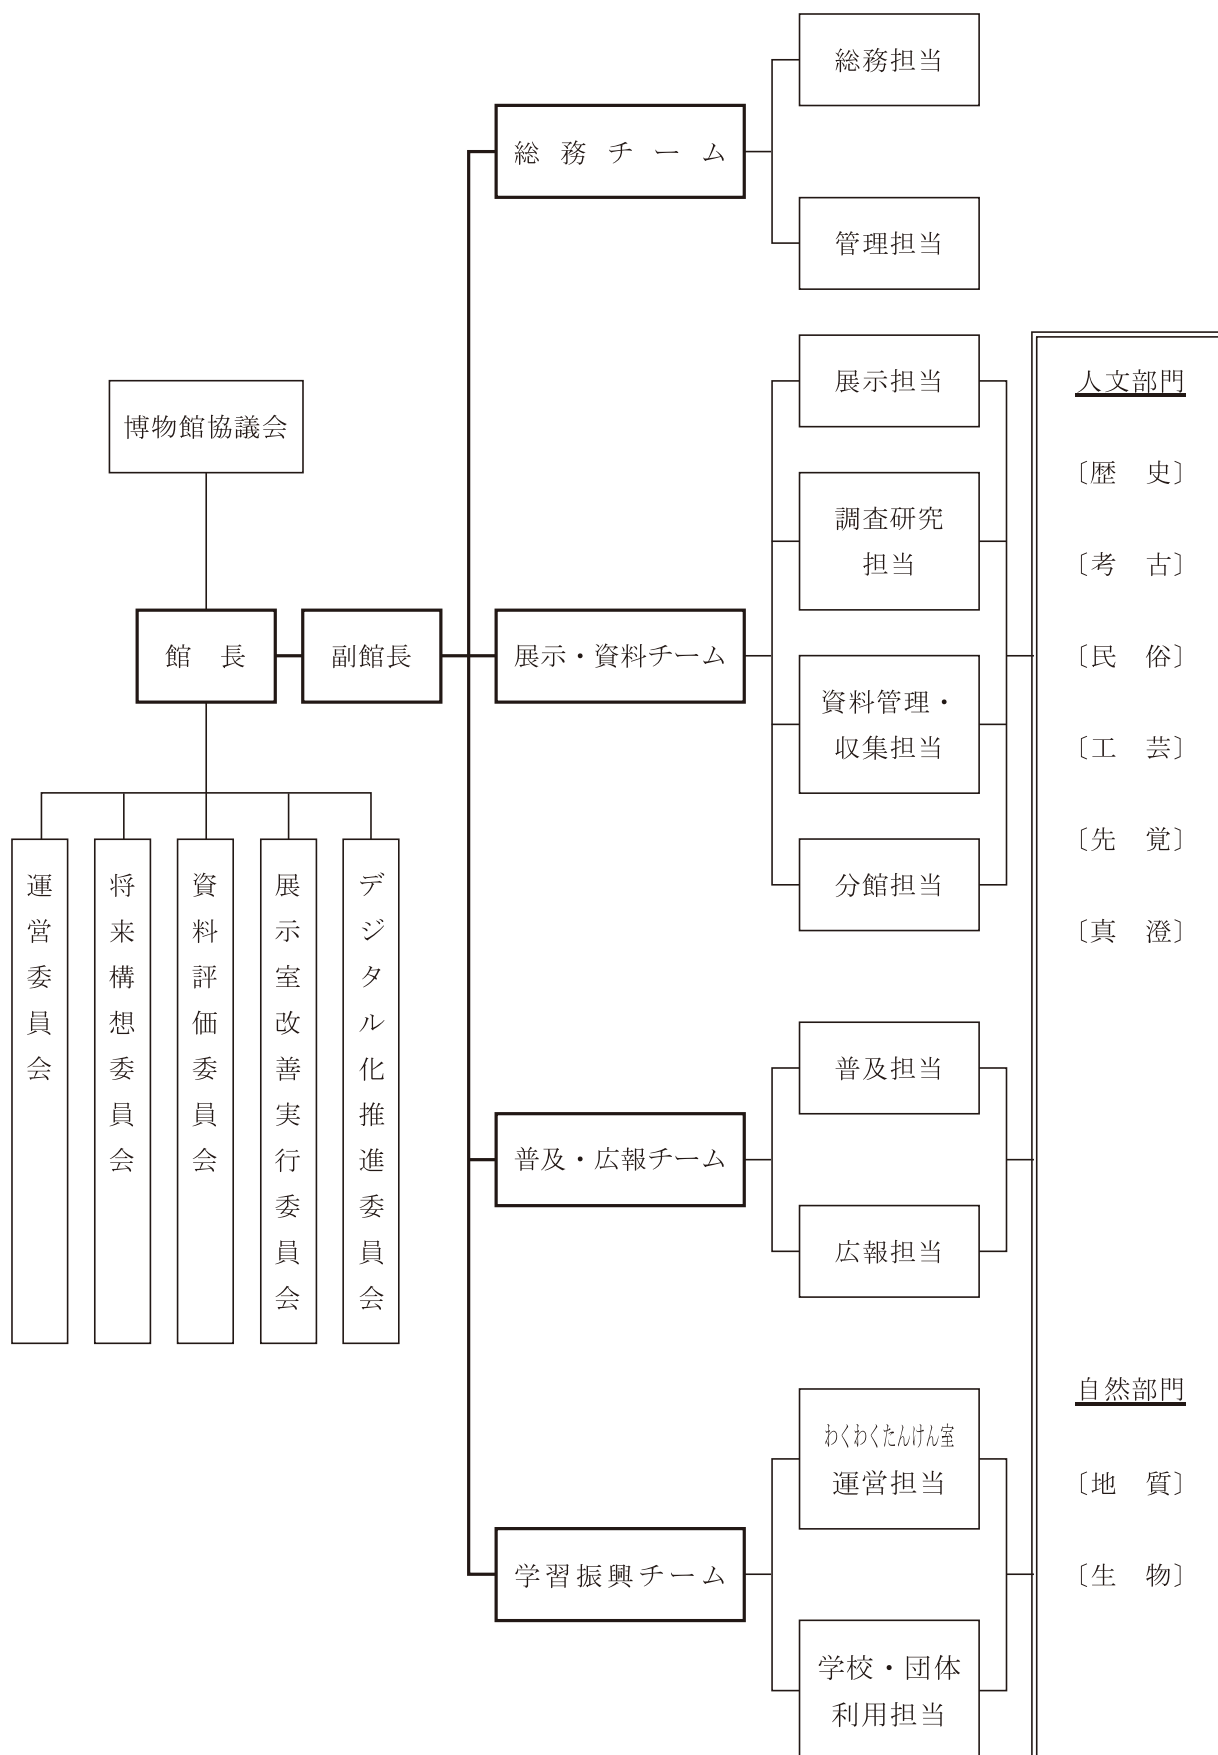 総務担当
総務チーム
管理担当
展示担当
人文部門
博物館協議会
〔歴　史〕
調査研究
担当
〔考　古〕
館　長
副館長
展示・資料チーム
〔民　俗〕
資料管理・
収集担当
〔工　芸〕
〔先　覚〕
分館担当
〔真　澄〕
運営委員会
将来構想委員会
資料評価委員会
展示室改善実行委員会
デジタル化推進委員会
普及担当
普及・広報チーム
広報担当
自然部門
わくわくたんけん室
運営担当
〔地　質〕
学習振興チーム
〔生　物〕
学校・団体
利用担当